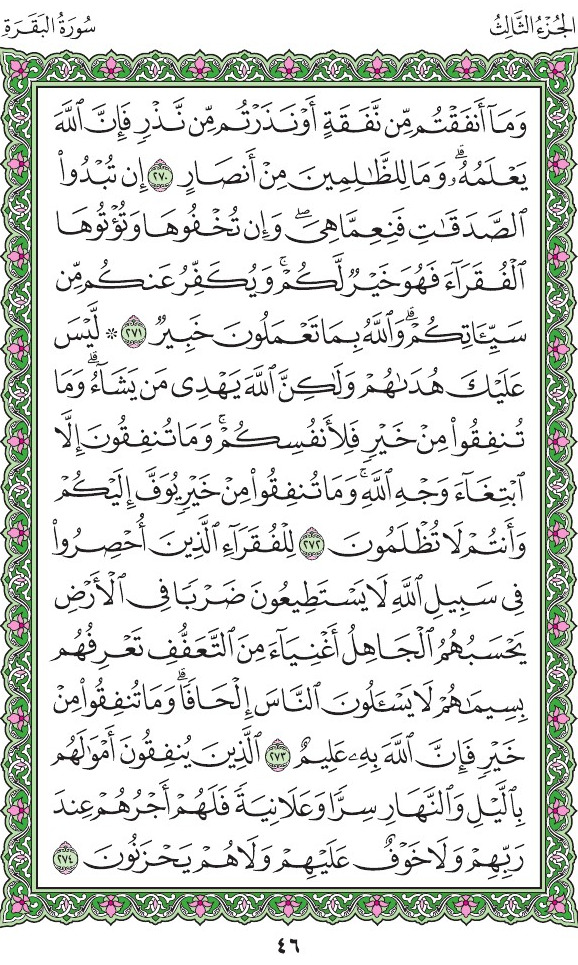 الجُزْءُ الثَّالِثُ
سُورَةُ البَقَرَةِ
وَمَآ أَنفَقْتُم مِّن نَّفَقَةٍ أَوْ نَذَرْتُم مِّن نَّذْرٍ فَإِنَّ ٱللَّهَ
يَعْلَمُهُۥۗ وَمَا لِلظَّٰلِمِينَ مِنْ أَنصَارٍ ٢٧٠ إِن تُبْدُوا۟
ٱلصَّدَقَٰتِ فَنِعِمَّا هِىَۖ وَإِن تُخْفُوهَا وَتُؤْتُوهَا
ٱلْفُقَرَآءَ فَهُوَ خَيْرٌ لَّكُمْۚ وَيُكَفِّرُ عَنكُم مِّن
سَيِّـَٔاتِكُمْۗ وَٱللَّهُ بِمَا تَعْمَلُونَ خَبِيرٌ ٢٧١ * لَّيْسَ
عَلَيْكَ هُدَىٰهُمْ وَلَٰكِنَّ ٱللَّهَ يَهْدِى مَن يَشَآءُۗ وَمَا
تُنفِقُوا۟ مِنْ خَيْرٍ فَلِأَنفُسِكُمْۚ وَمَا تُنفِقُونَ إِلَّا
ٱبْتِغَآءَ وَجْهِ ٱللَّهِۚ وَمَا تُنفِقُوا۟ مِنْ خَيْرٍ يُوَفَّ إِلَيْكُمْ
وَأَنتُمْ لَا تُظْلَمُونَ ٢٧٢ لِلْفُقَرَآءِ ٱلَّذِينَ أُحْصِرُوا۟
فِى سَبِيلِ ٱللَّهِ لَا يَسْتَطِيعُونَ ضَرْبًا فِى ٱلْأَرْضِ
يَحْسَبُهُمُ ٱلْجَاهِلُ أَغْنِيَآءَ مِنَ ٱلتَّعَفُّفِ تَعْرِفُهُم
بِسِيمَٰهُمْ لَا يَسْـَٔلُونَ ٱلنَّاسَ إِلْحَافًاۗ وَمَا تُنفِقُوا۟ مِنْ
خَيْرٍ فَإِنَّ ٱللَّهَ بِهِۦ عَلِيمٌ ٢٧٣ ٱلَّذِينَ يُنفِقُونَ أَمْوَٰلَهُم
بِٱلَّيْلِ وَٱلنَّهَارِ سِرًّا وَعَلَانِيَةً فَلَهُمْ أَجْرُهُمْ عِندَ
رَبِّهِمْ وَلَا خَوْفٌ عَلَيْهِمْ وَلَا هُمْ يَحْزَنُونَ ٢٧٤
٤٦